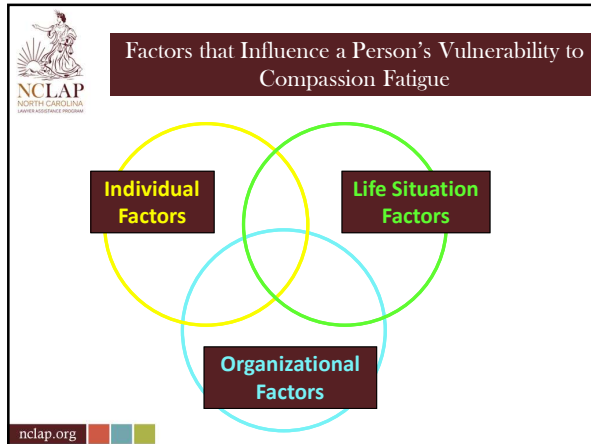 Factors that Influence a Person's Vulnerability to
Compassion Fatigue
NCLAP
NORTH CAROLINA
LAWYER ASSISTANCE PROGRAM
Individual
Factors
Life Situation
Factors
Organizational
Factors
nclap.org